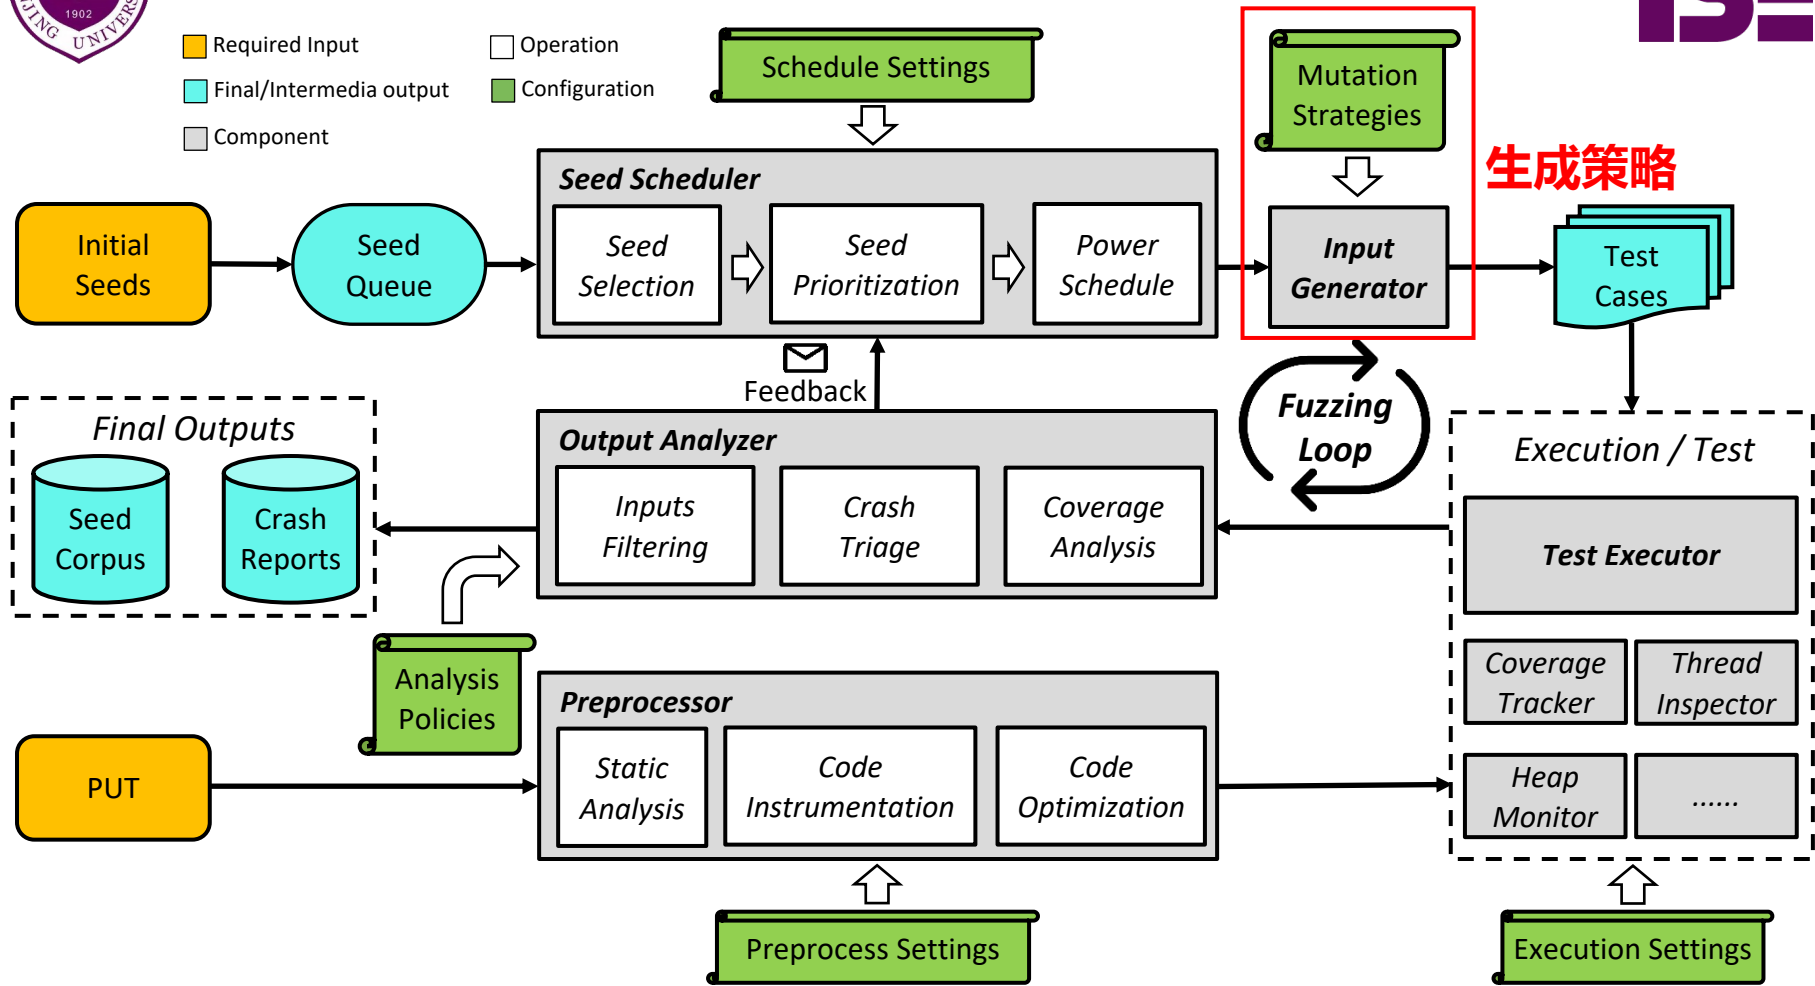 1902
JING UNIVERS
Required Input
Operation
Final/Intermedia output
Configuration
Component
Schedule Settings
Mutation
Strategies
生成策略
Initial
Seeds
Seed
Queue
Seed Scheduler
Seed
Selection
Seed
Prioritization
Power
Schedule
Input
Generator
Test
Cases
Feedback
Fuzzing
Loop
Final Outputs
Seed
Corpus
Crash
Reports
Output Analyzer
Inputs
Filtering
Crash
Triage
Coverage
Analysis
Execution / Test
Test Executor
Coverage
Tracker
Thread
Inspector
Heap
Monitor
......
Analysis
Policies
PUT
Preprocessor
Static
Analysis
Code
Instrumentation
Code
Optimization
Preprocess Settings
Execution Settings